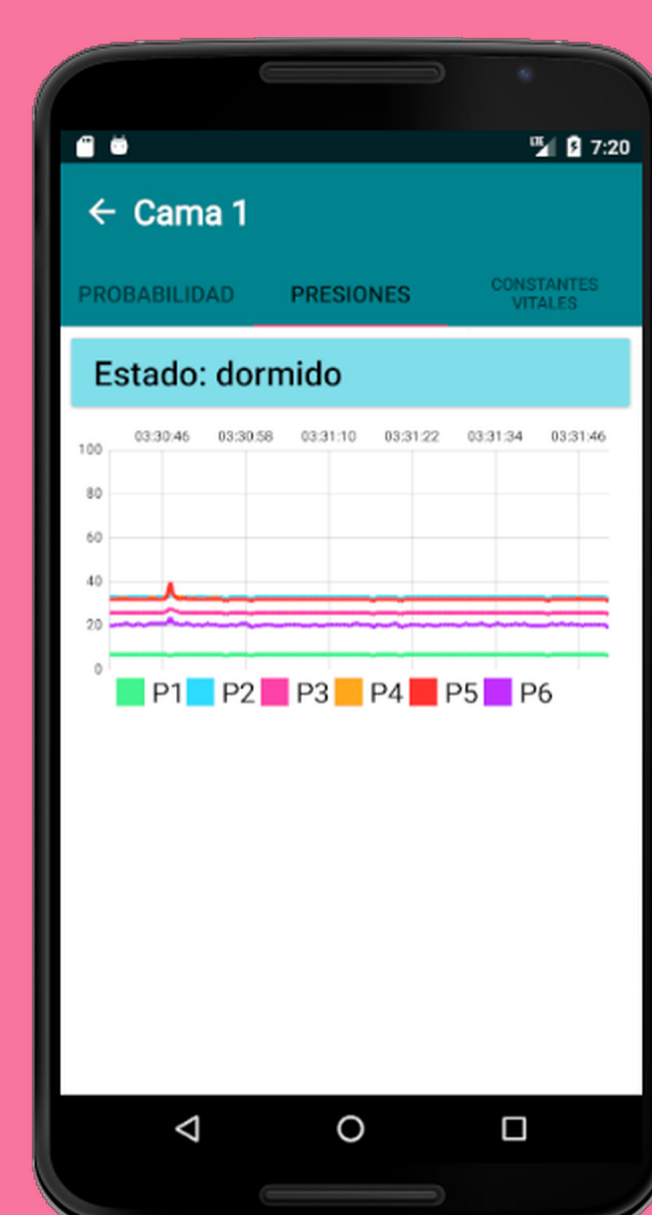 LTE 7:20
← Cama 1
PROBABILIDAD PRESIONES CONSTANTES
VITALES
Estado: dormido
03:30:46 03:30:58 03:31:10 03:31:22 03:31:34 03:31:46
100
80
60
40
20
0
P1 P2 P3 P4 P5 P6